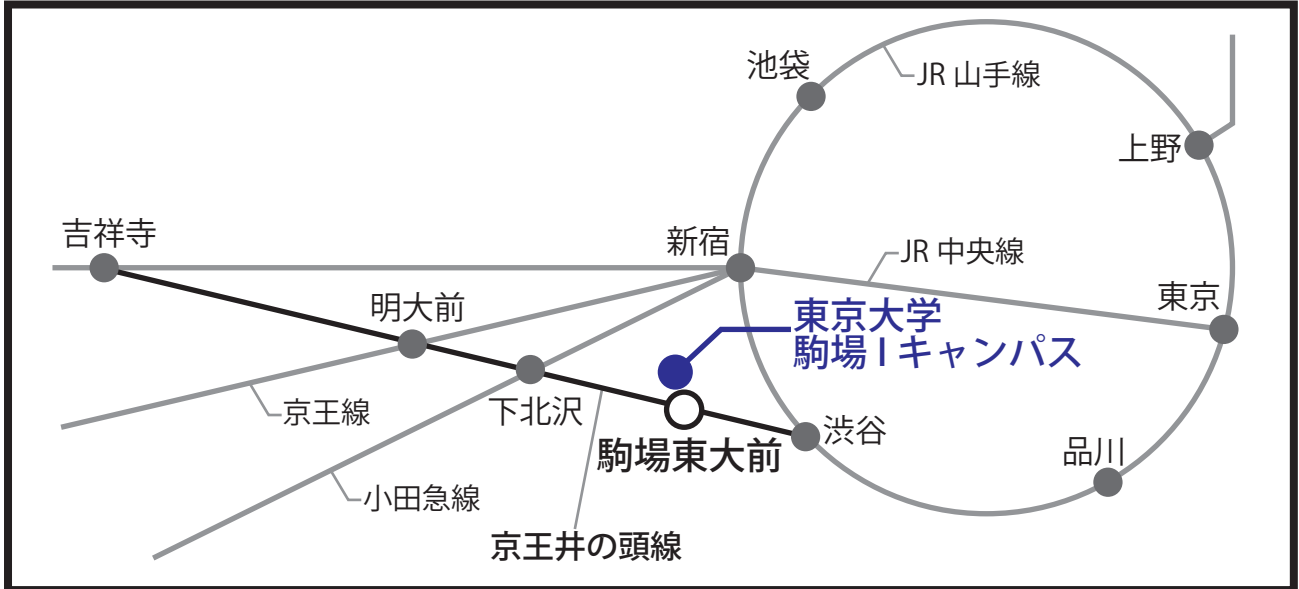 池袋
JR 山手線
上野
吉祥寺
新宿
JR 中央線
明大前
東京
東京大学
駒場 I キャンパス
京王線
下北沢
渋谷
駒場東大前
品川
小田急線
京王井の頭線